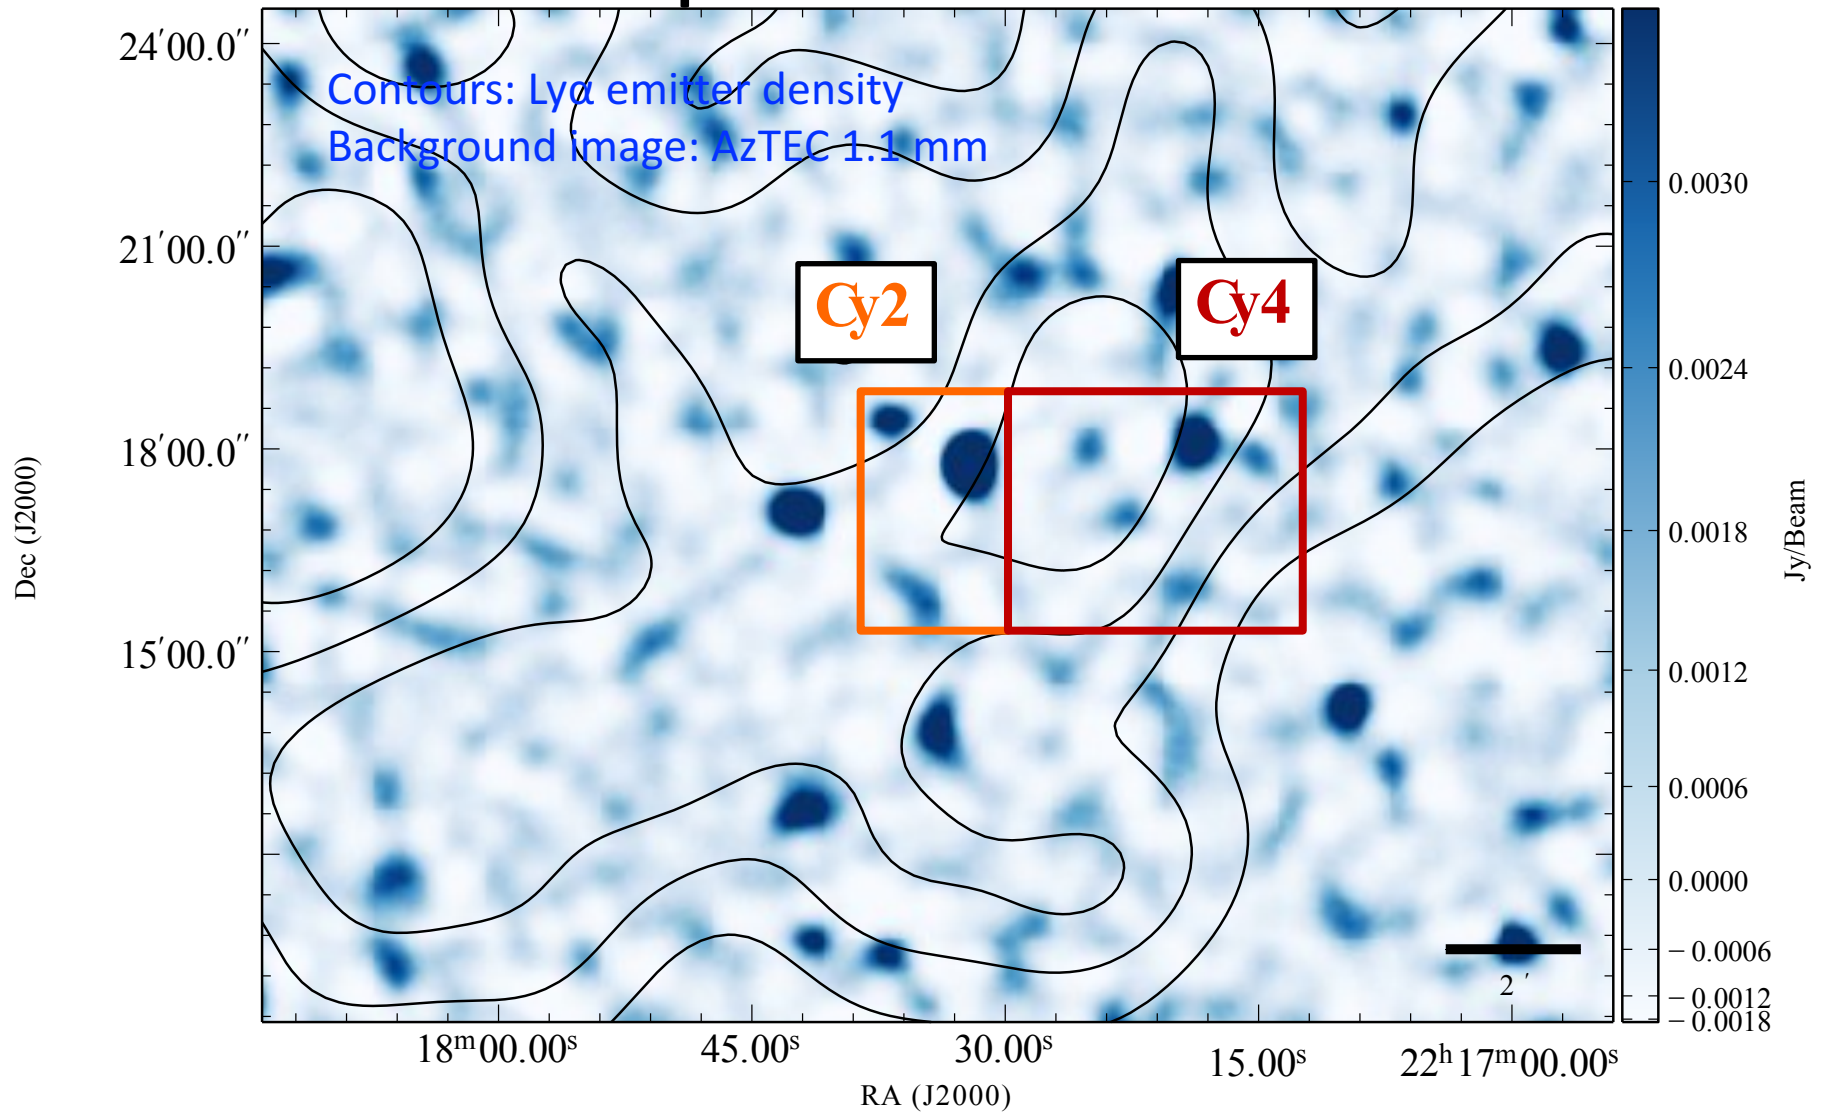 Contours: Lyα emitter density
Background image: AzTEC 1.1 mm
Cy2
Cy4
24′00.0″
21′00.0″
18′00.0″
15′00.0″
Dec (J2000)
18ᵐ00.00ˢ
45.00ˢ
30.00ˢ
15.00ˢ
22ʰ17ᵐ00.00ˢ
RA (J2000)
2 ′
0.0030
0.0024
0.0018
0.0012
0.0006
0.0000
−0.0006
−0.0012
−0.0018
Jy/Beam